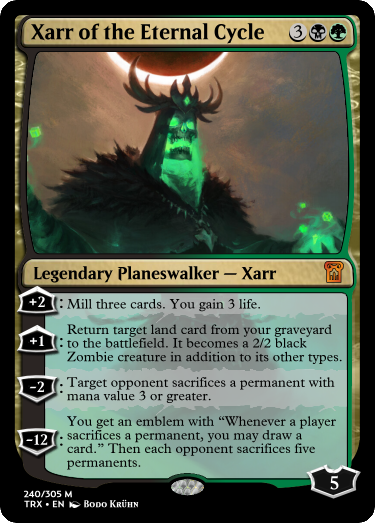 Xarr of the Eternal Cycle 3
Legendary Planeswalker — Xarr
+2: Mill three cards. You gain 3 life.
+1: Return target land card from your graveyard
to the battlefield. It becomes a 2/2 black
Zombie creature in addition to its other types.
−2: Target opponent sacrifices a permanent with
mana value 3 or greater.
−12: You get an emblem with “Whenever a player
sacrifices a permanent, you may draw a
card.” Then each opponent sacrifices five
permanents.
5
240/305 M
TRX • EN Bodo Krühn